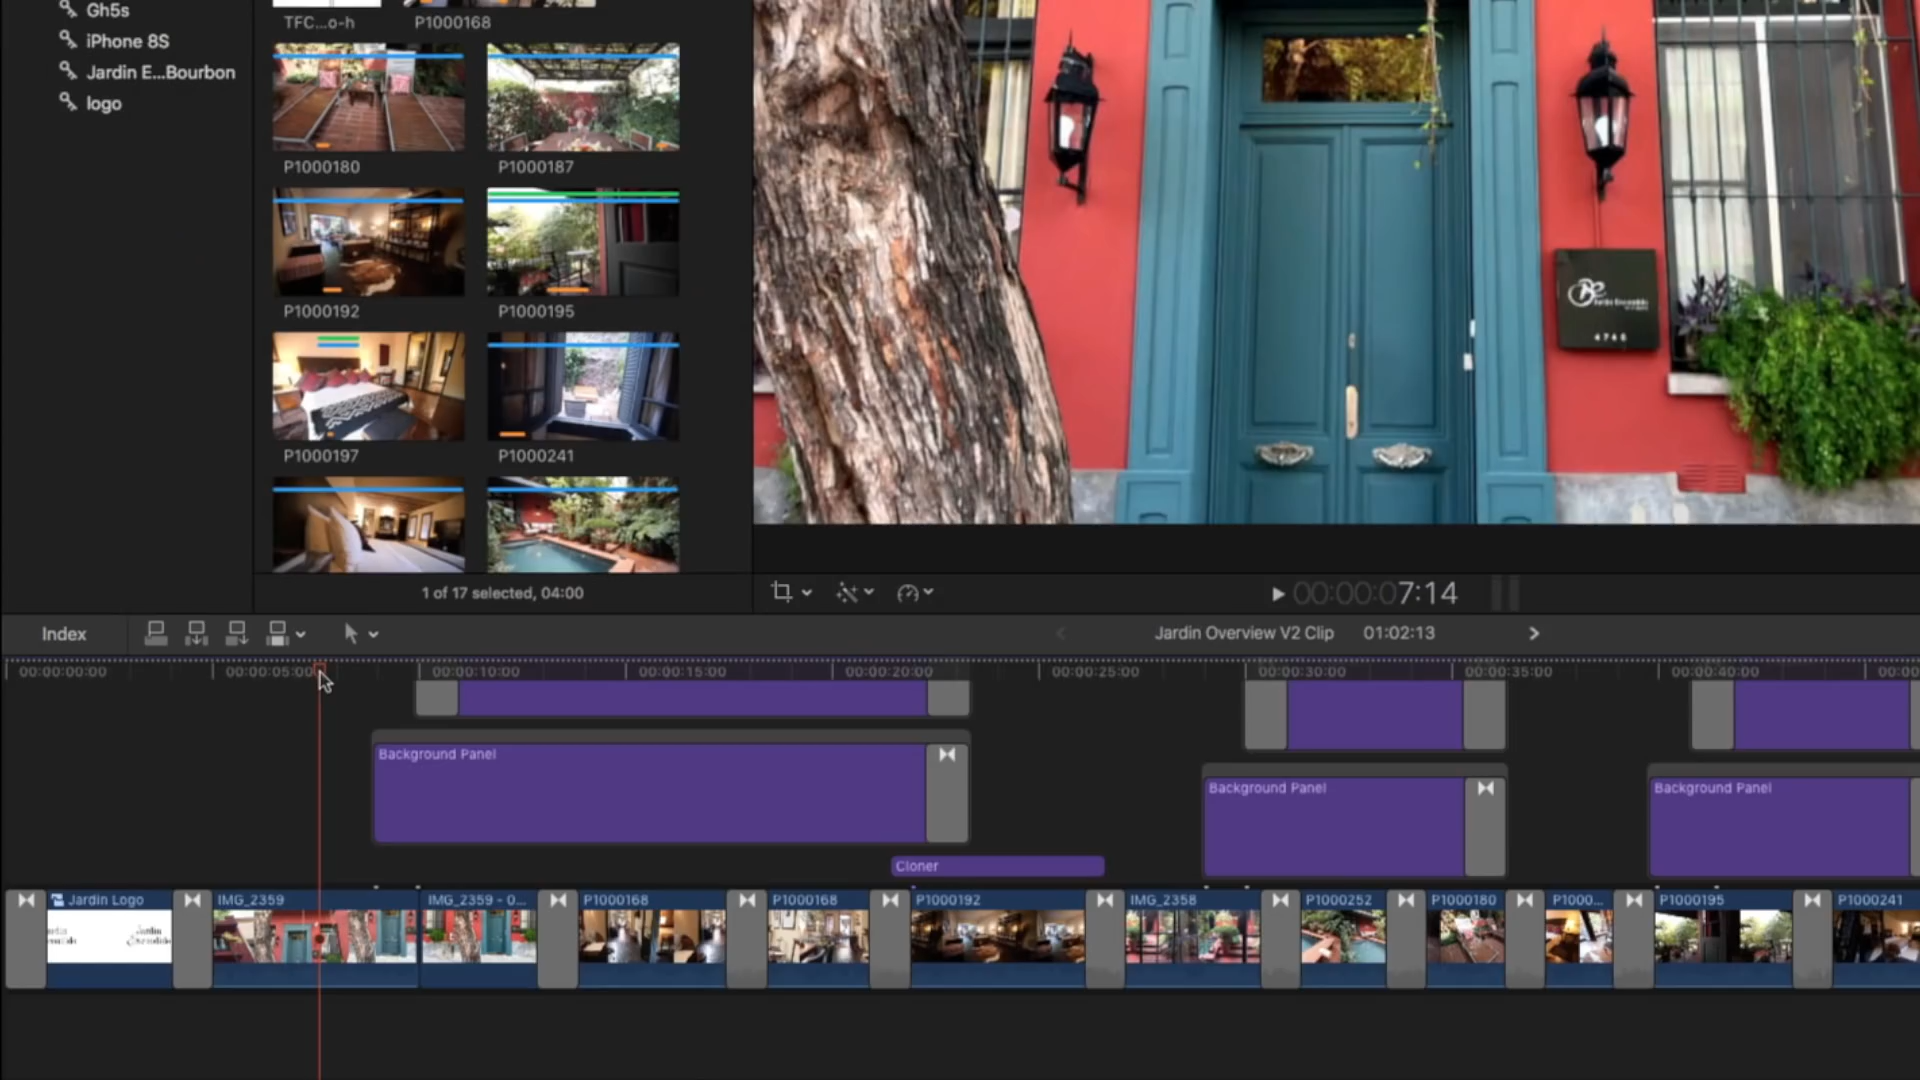 Gh5s
iPhone 8S
Jardin E...Bourbon
logo
TFC...o-h
P1000168
P1000180
P1000187
P1000192
P1000195
P1000197
P1000241
1 of 17 selected, 04:00
4746
00:00:07:14
Index
Jardin Overview V2 Clip
01:02:13
00:00:00:00
00:00:05:00
00:00:10:00
00:00:15:00
00:00:20:00
00:00:25:00
00:00:30:00
00:00:35:00
00:00:40:00
00:00
Background Panel
Background Panel
Background Panel
Cloner
Jardin Logo
IMG_2359
IMG_2359 - 0...
P1000168
P1000168
P1000192
IMG_2358
P1000252
P1000180
P1000...
P1000195
P1000241